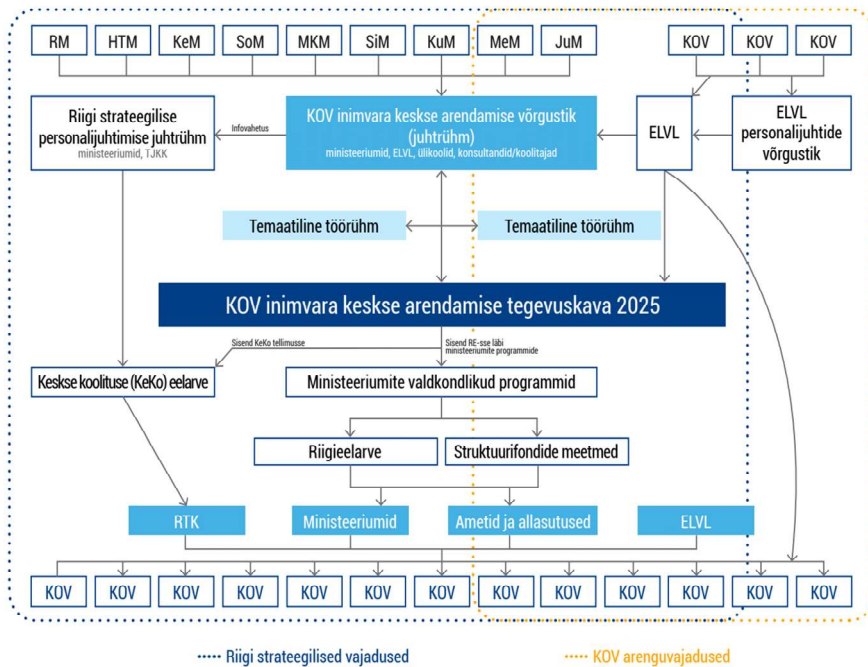 RM HTM KeM SoM MKM SiM KuM MeM JuM KOV KOV KOV
Riigi strateegilise
personalijuhtimise juhtrühm
ministeeriumid, TJKK
Infovahetus
KOV inimvara keskse arendamise võrgustik
(juhtrühm)
ministeeriumid, ELVL, ülikoolid, konsultandid/koolitajad
ELVL
ELVL
personalijuhtide
võrgustik
Temaatiline töörühm
Temaatiline töörühm
KOV inimvara keskse arendamise tegevuskava 2025
Sisend KeKo tellimusse
Sisend RE-sse läbi
ministeeriumite programmide
Keskse koolituse (KeKo) eelarve
Ministeeriumite valdkondlikud programmid
Riigieelarve
Struktuurifondide meetmed
RTK
Ministeeriumid
Ametid ja allasutused
ELVL
KOV KOV KOV KOV KOV KOV KOV KOV KOV KOV KOV KOV KOV
Riigi strateegilised vajadused
KOV arenguvajadused